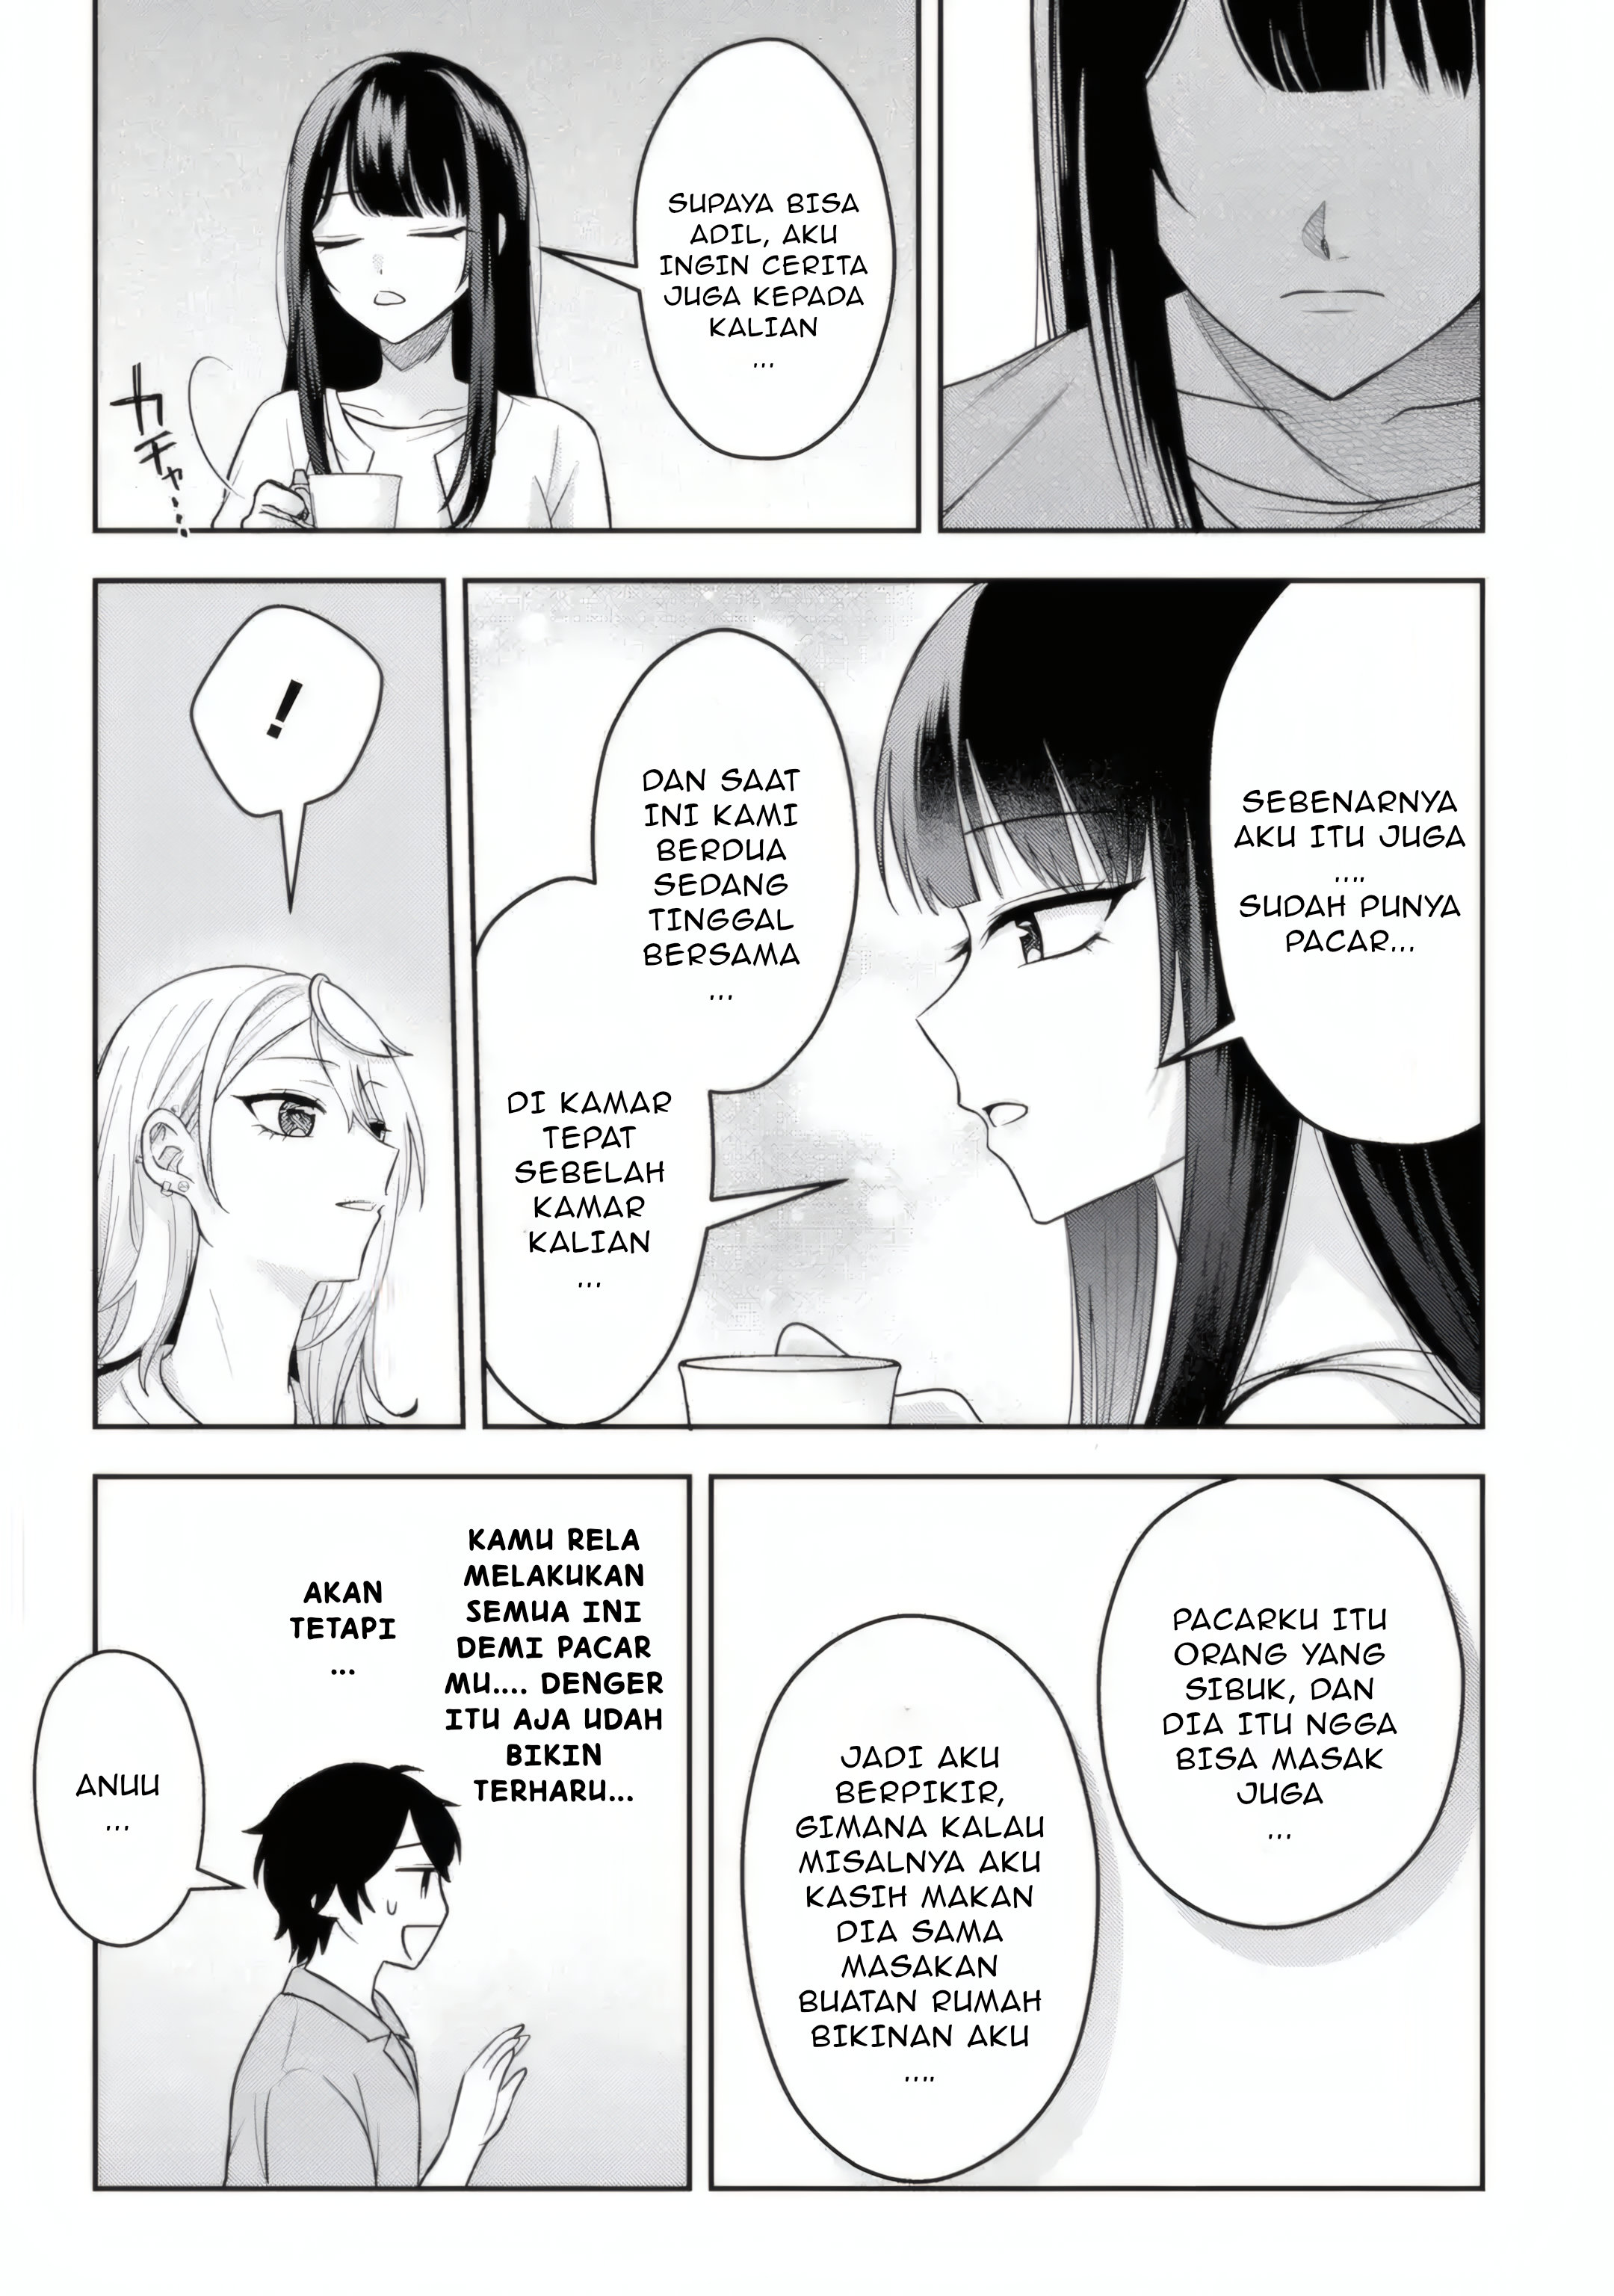 SUPAYA BISA
ADIL, AKU
INGIN CERITA
JUGA KEPADA
KALIAN
...
カチャ...
SEBENARNYA
AKU ITU JUGA
....
SUDAH PUNYA
PACAR...
DAN SAAT
INI KAMI
BERDUA
SEDANG
TINGGAL
BERSAMA
...
DI KAMAR
TEPAT
SEBELAH
KAMAR
KALIAN
...
!
PACARKU ITU
ORANG YANG
SIBUK, DAN
DIA ITU NGGA
BISA MASAK
JUGA
...
JADI AKU
BERPIKIR,
GIMANA KALAU
MISALNYA AKU
KASIH MAKAN
DIA SAMA
MASAKAN
BUATAN RUMAH
BIKINAN AKU
....
KAMU RELA
MELAKUKAN
SEMUA INI
DEMI PACAR
MU.... DENGER
ITU AJA UDAH
BIKIN
TERHARU...
AKAN
TETAPI
...
ANUU
...